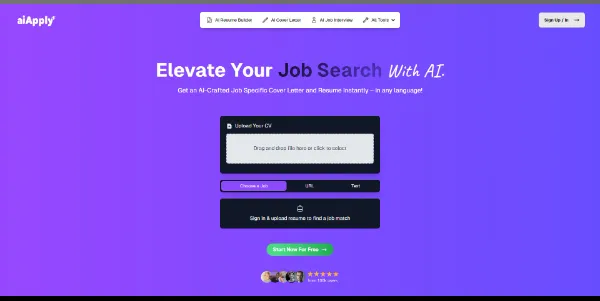 aiApply
AI Resume Builder
AI Cover Letter
AI Job Interview
All Tools
Sign Up / In →
Elevate Your Job Search With AI.
Get an AI-Crafted Job Specific Cover Letter and Resume Instantly – in any language!
Upload Your CV
Drag and drop file here or click to select
Choose a Job
URL
Text
Sign in & upload resume to find a job match
Start Now For Free →
users